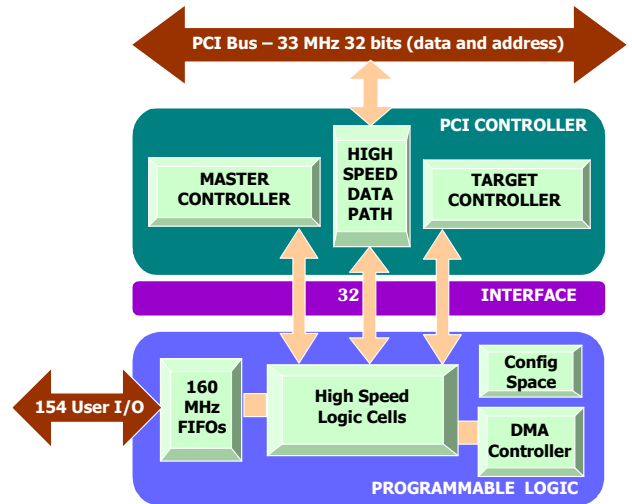 PCI Bus – 33 MHz 32 bits (data and address)
PCI CONTROLLER
MASTER
CONTROLLER
HIGH
SPEED
DATA
PATH
TARGET
CONTROLLER
32
INTERFACE
154 User I/O
160
MHz
FIFOs
High Speed
Logic Cells
Config
Space
DMA
Controller
PROGRAMMABLE LOGIC